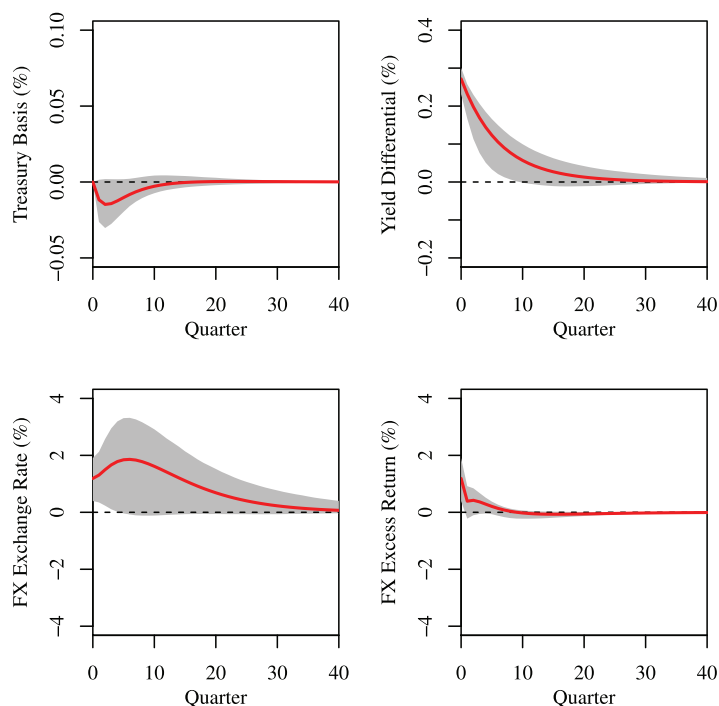 Treasury Basis (%)
0.10
0.05
0.00
−0.05
0 10 20 30 40
Quarter
Yield Differential (%)
0.4
0.2
0.0
−0.2
0 10 20 30 40
Quarter
FX Exchange Rate (%)
4
2
0
−2
−4
0 10 20 30 40
Quarter
FX Excess Return (%)
4
2
0
−2
−4
0 10 20 30 40
Quarter